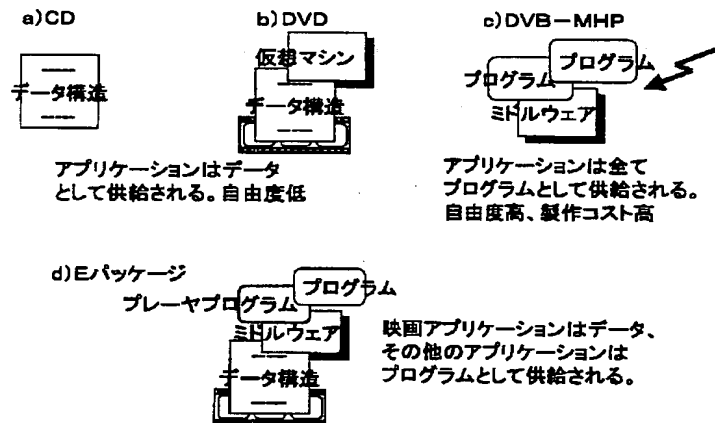 a)CD
データ構造
アプリケーションはデータ
として供給される。自由度低
b)DVD
仮想マシン
データ構造
c)DVB-MHP
プログラム
プログラム
ミドルウェア
アプリケーションは全て
プログラムとして供給される。
自由度高、製作コスト高
d)Eパッケージ
プログラム
プレーヤプログラム
ミドルウェア
データ構造
映画アプリケーションはデータ、
その他のアプリケーションは
プログラムとして供給される。